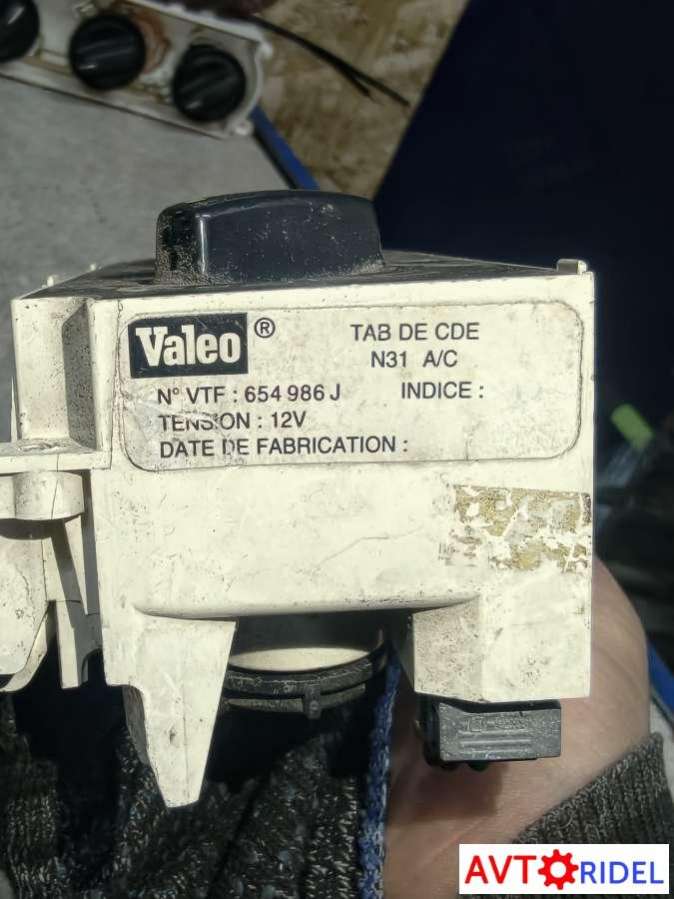 Valeo ® TAB DE CDE
N31 A/C
N° VTF : 654 986 J INDICE :
TENSION : 12V
DATE DE FABRICATION :
AVTORIDEL